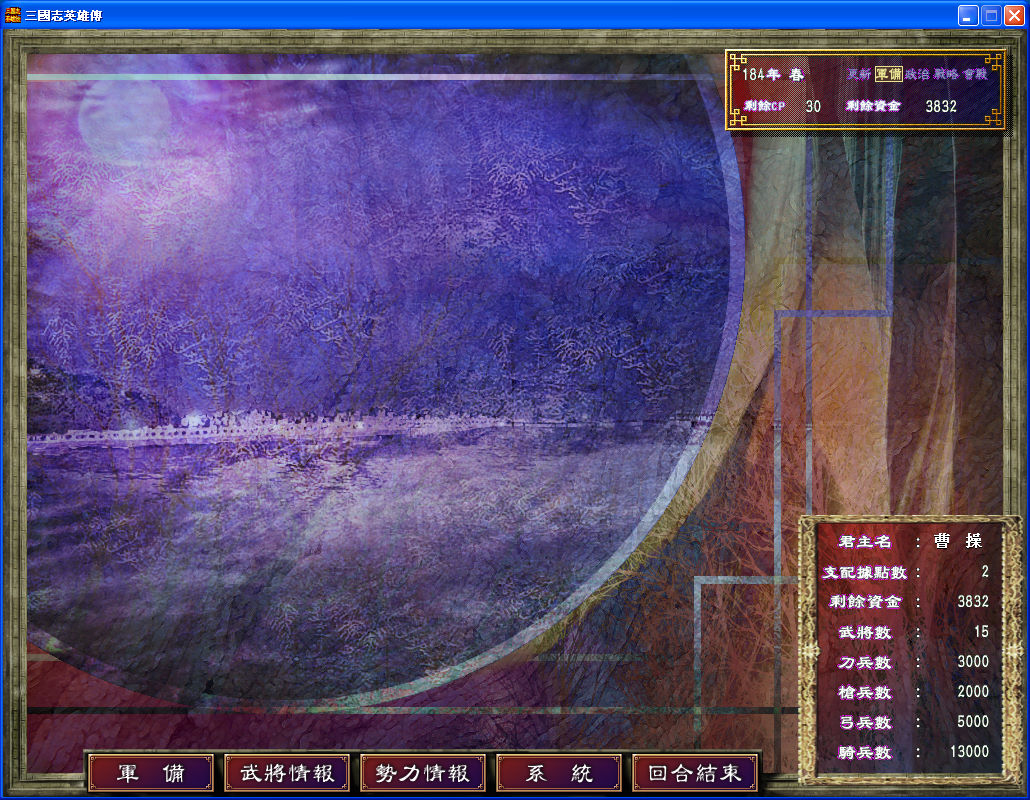 三國志英雄傳
184年 春 更新 軍備 政治 戰略 會戰
剩餘CP 30 剩餘資金 3832
君主名 : 曹 操
支配據點數 : 2
剩餘資金 : 3832
武將數 : 15
刀兵數 : 3000
槍兵數 : 2000
弓兵數 : 5000
騎兵數 : 13000
軍 備 武將情報 勢力情報 系 統 回合結束